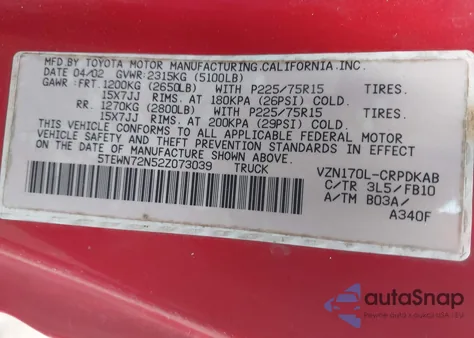 MFD BY TOYOTA MOTOR MANUFACTURING.CALIFORNIA.INC.
DATE 04/02 GVWR:2315KG (5100LB)
GAWR:FRT.1200KG (2650LB) WITH P225/75R15 TIRES.
15X7JJ RIMS. AT 180KPA (26PSI) COLD.
RR. 1270KG (2800LB) WITH P225/75R15 TIRES.
15X7JJ RIMS. AT 200KPA (29PSI) COLD.
THIS VEHICLE CONFORMS TO ALL APPLICABLE FEDERAL MOTOR
VEHICLE SAFETY AND THEFT PREVENTION STANDARDS IN EFFECT
ON THE DATE OF MANUFACTURE SHOWN ABOVE.
5TEWN72N52Z073039 TRUCK
VZN170L-CRPDKAB
C/TR 3L5/FB10
A/TM B03A/
A340F
autoSnap